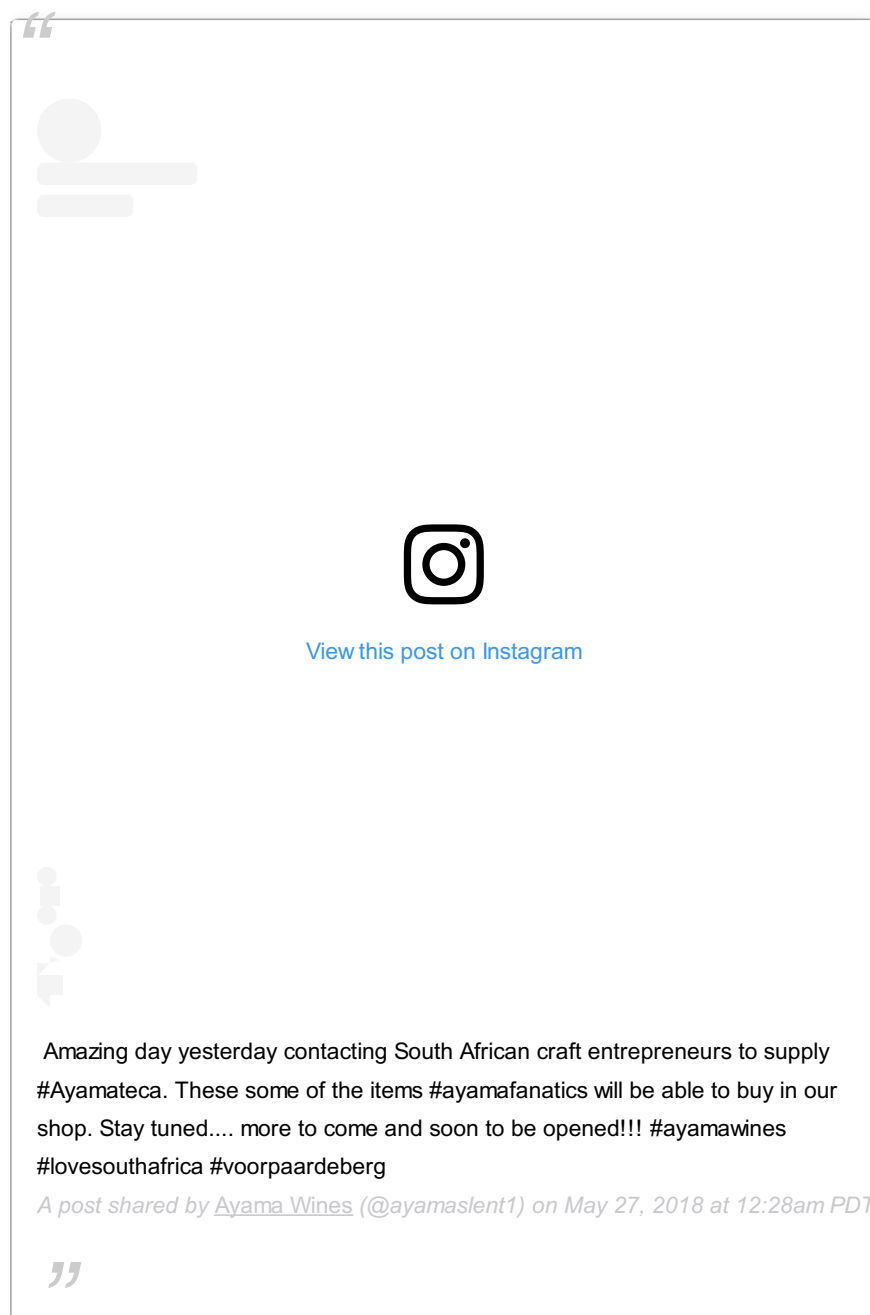 “
View this post on Instagram
Amazing day yesterday contacting South African craft entrepreneurs to supply
#Ayamateca. These some of the items #ayamafanatics will be able to buy in our
shop. Stay tuned.... more to come and soon to be opened!!! #ayamawines
#lovesouthafrica #voorpaardeberg
A post shared by Ayama Wines (@ayamaslent1) on May 27, 2018 at 12:28am PDT
”